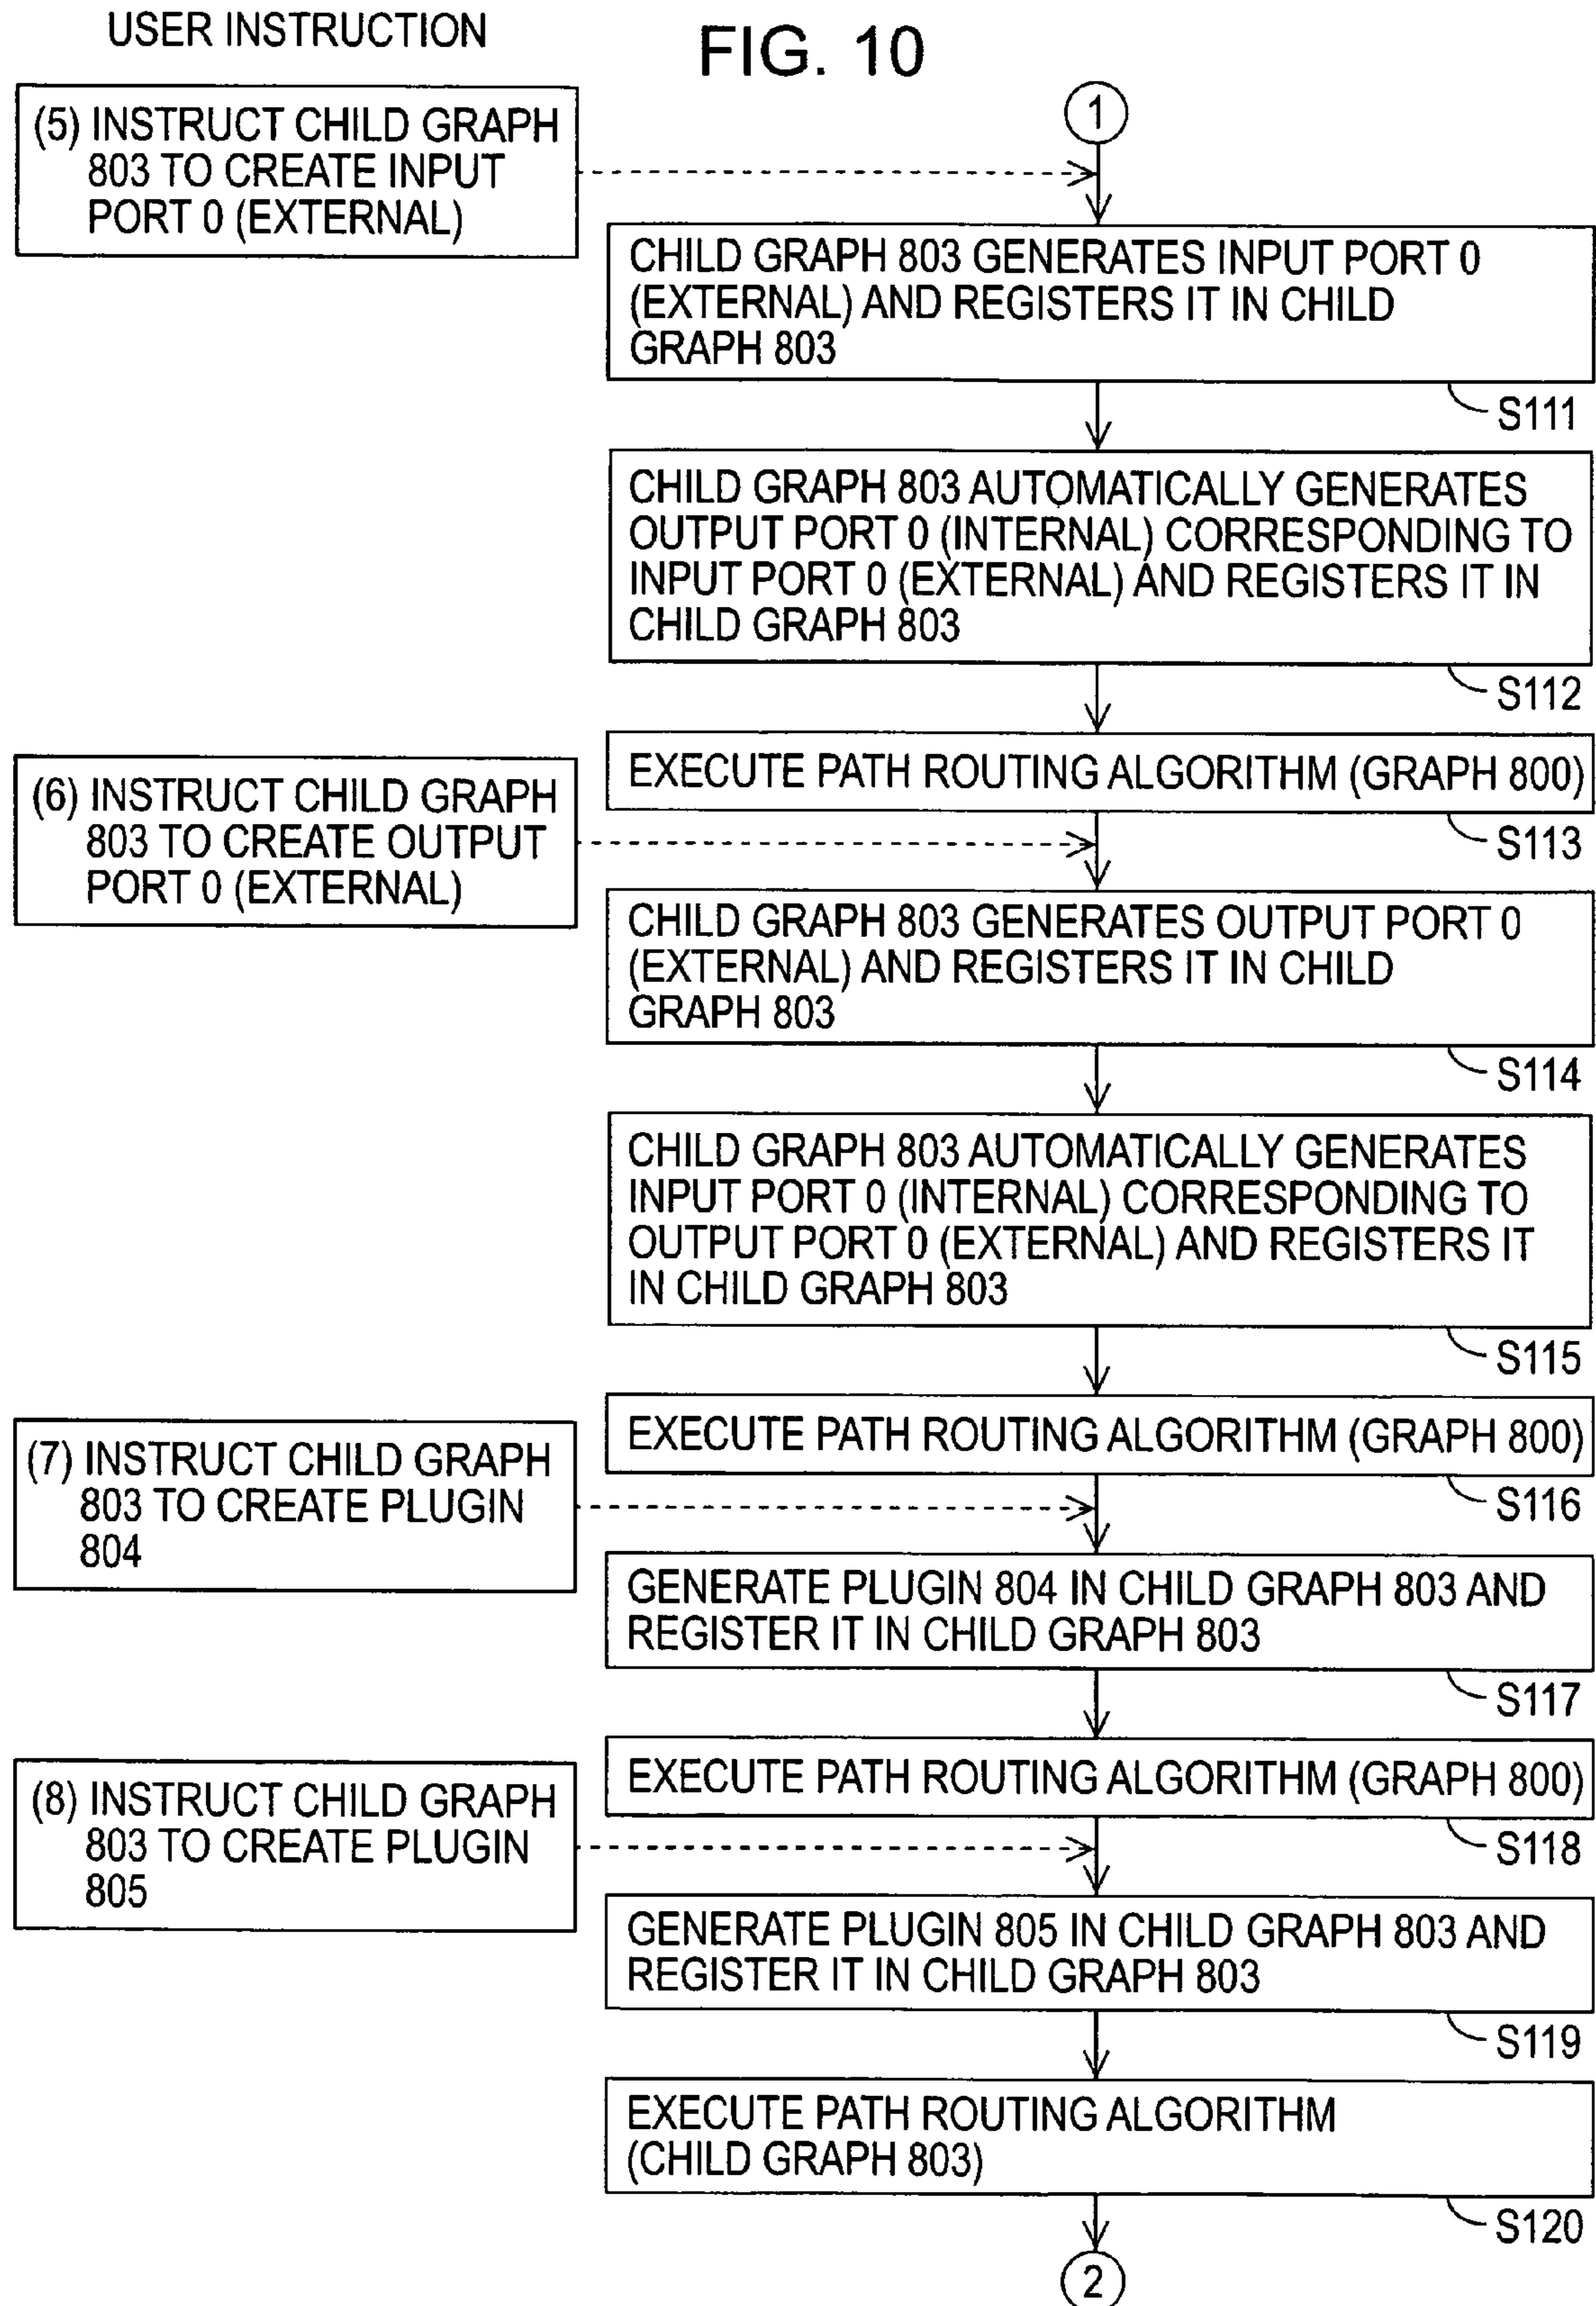 USER INSTRUCTION
FIG. 10
1
(5) INSTRUCT CHILD GRAPH
803 TO CREATE INPUT
PORT 0 (EXTERNAL)
CHILD GRAPH 803 GENERATES INPUT PORT 0
(EXTERNAL) AND REGISTERS IT IN CHILD
GRAPH 803
S111
CHILD GRAPH 803 AUTOMATICALLY GENERATES
OUTPUT PORT 0 (INTERNAL) CORRESPONDING TO
INPUT PORT 0 (EXTERNAL) AND REGISTERS IT IN
CHILD GRAPH 803
S112
EXECUTE PATH ROUTING ALGORITHM (GRAPH 800)
S113
(6) INSTRUCT CHILD GRAPH
803 TO CREATE OUTPUT
PORT 0 (EXTERNAL)
CHILD GRAPH 803 GENERATES OUTPUT PORT 0
(EXTERNAL) AND REGISTERS IT IN CHILD
GRAPH 803
S114
CHILD GRAPH 803 AUTOMATICALLY GENERATES
INPUT PORT 0 (INTERNAL) CORRESPONDING TO
OUTPUT PORT 0 (EXTERNAL) AND REGISTERS IT
IN CHILD GRAPH 803
S115
EXECUTE PATH ROUTING ALGORITHM (GRAPH 800)
S116
(7) INSTRUCT CHILD GRAPH
803 TO CREATE PLUGIN
804
GENERATE PLUGIN 804 IN CHILD GRAPH 803 AND
REGISTER IT IN CHILD GRAPH 803
S117
EXECUTE PATH ROUTING ALGORITHM (GRAPH 800)
S118
(8) INSTRUCT CHILD GRAPH
803 TO CREATE PLUGIN
805
GENERATE PLUGIN 805 IN CHILD GRAPH 803 AND
REGISTER IT IN CHILD GRAPH 803
S119
EXECUTE PATH ROUTING ALGORITHM
(CHILD GRAPH 803)
S120
2